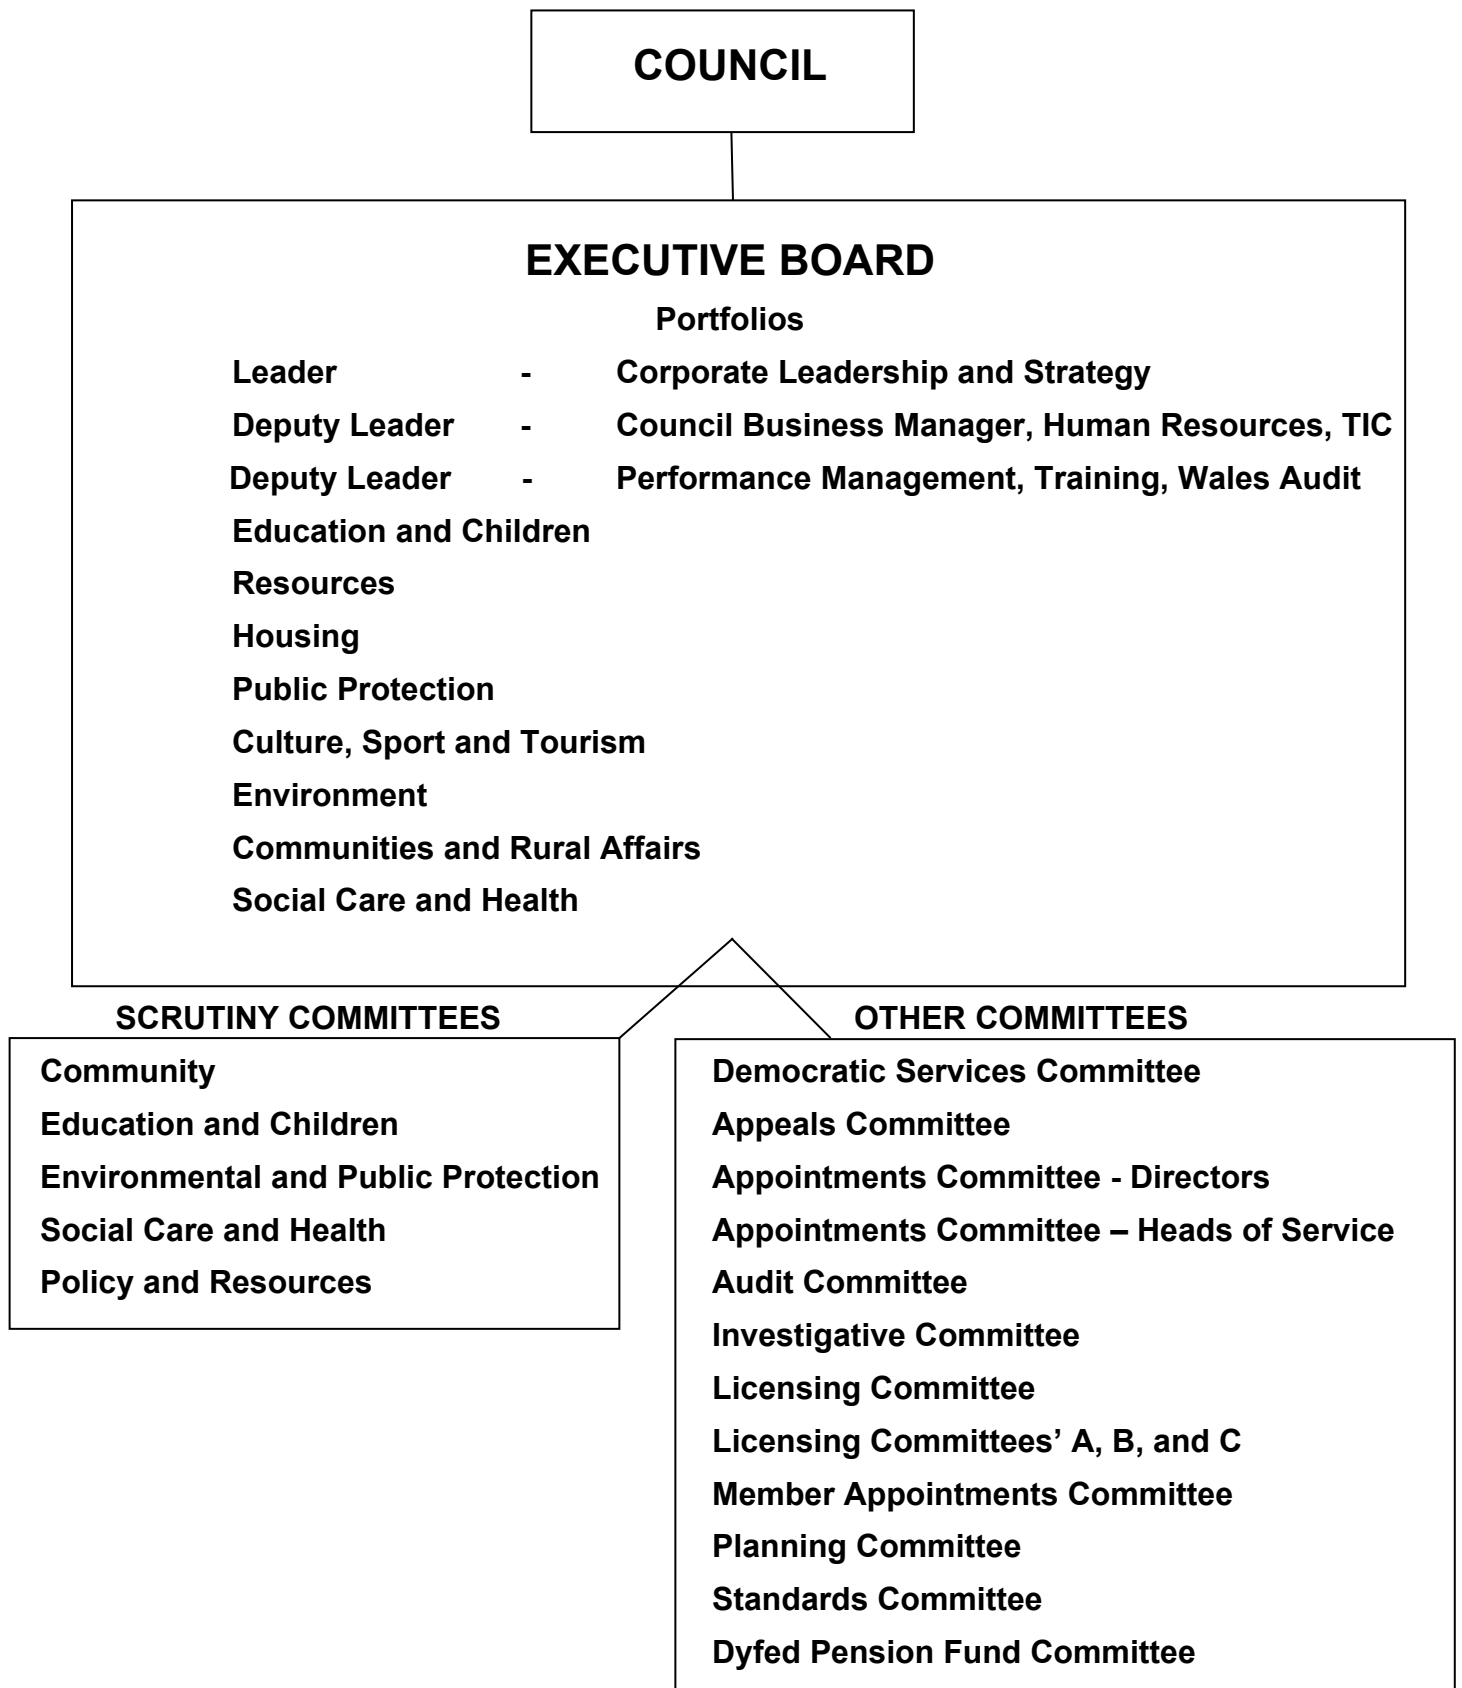 COUNCIL
EXECUTIVE BOARD
Portfolios
Leader - Corporate Leadership and Strategy
Deputy Leader - Council Business Manager, Human Resources, TIC
Deputy Leader - Performance Management, Training, Wales Audit
Education and Children
Resources
Housing
Public Protection
Culture, Sport and Tourism
Environment
Communities and Rural Affairs
Social Care and Health
SCRUTINY COMMITTEES
Community
Education and Children
Environmental and Public Protection
Social Care and Health
Policy and Resources
OTHER COMMITTEES
Democratic Services Committee
Appeals Committee
Appointments Committee - Directors
Appointments Committee – Heads of Service
Audit Committee
Investigative Committee
Licensing Committee
Licensing Committees’ A, B, and C
Member Appointments Committee
Planning Committee
Standards Committee
Dyfed Pension Fund Committee